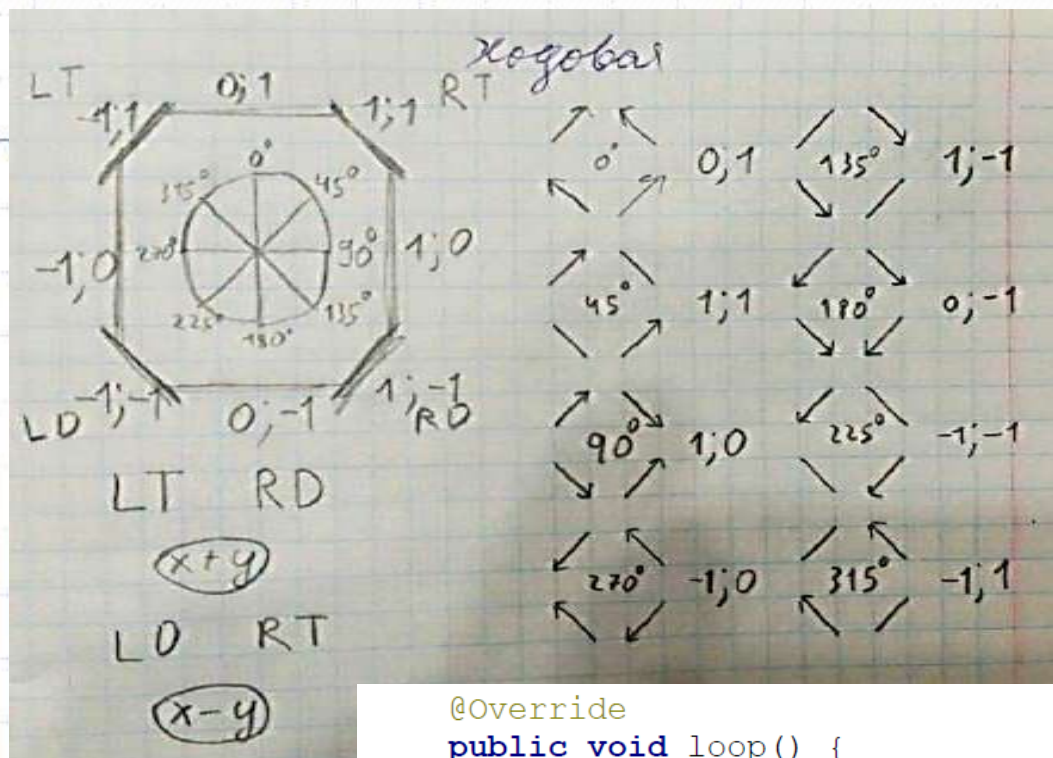 ходовая
LT 0;1 RT
-1;1 1;1
0°
315° 45°
-1;0 270° 90° 1;0
225° 135°
180°
-1;-1 1;-1
LD 0;-1 RD
LT RD
x+y
LD RT
x-y
0° 0;1 135° 1;-1
45° 1;1 180° 0;-1
90° 1;0 225° -1;-1
270° -1;0 315° -1;1
@Override
public void loop() {